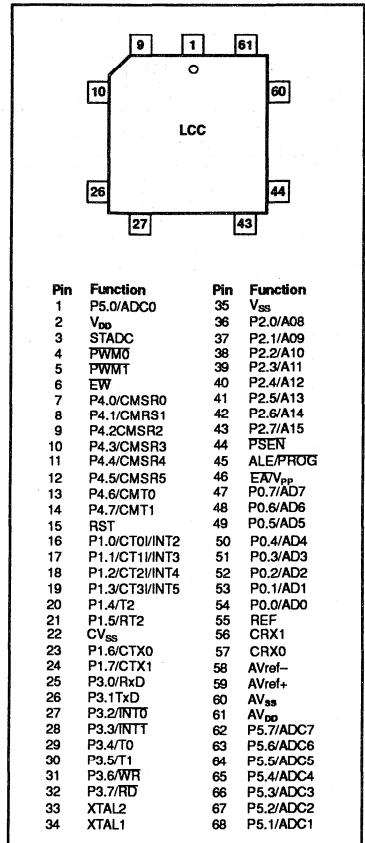 9 1 61
10 60
LCC
26 44
27 43
Pin Function
1 P5.0/ADC0
2 VDD
3 STADC
4 PWM0
5 PWM1
6 EW
7 P4.0/CMSR0
8 P4.1/CMRS1
9 P4.2CMSR2
10 P4.3/CMSR3
11 P4.4/CMSR4
12 P4.5/CMSR5
13 P4.6/CMT0
14 P4.7/CMT1
15 RST
16 P1.0/CT0I/INT2
17 P1.1/CT1I/INT3
18 P1.2/CT2I/INT4
19 P1.3/CT3I/INT5
20 P1.4/T2
21 P1.5/RT2
22 CVSS
23 P1.6/CTX0
24 P1.7/CTX1
25 P3.0/RxD
26 P3.1TxD
27 P3.2/INT0
28 P3.3/INT1
29 P3.4/T0
30 P3.5/T1
31 P3.6/WR
32 P3.7/RD
33 XTAL2
34 XTAL1
Pin Function
35 VSS
36 P2.0/A08
37 P2.1/A09
38 P2.2/A10
39 P2.3/A11
40 P2.4/A12
41 P2.5/A13
42 P2.6/A14
43 P2.7/A15
44 PSEN
45 ALE/PROG
46 EA/VPP
47 P0.7/AD7
48 P0.6/AD6
49 P0.5/AD5
50 P0.4/AD4
51 P0.3/AD3
52 P0.2/AD2
53 P0.1/AD1
54 P0.0/AD0
55 REF
56 CRX1
57 CRX0
58 AVref–
59 AVref+
60 AVSS
61 AVDD
62 P5.7/ADC7
63 P5.6/ADC6
64 P5.5/ADC5
65 P5.4/ADC4
66 P5.3/ADC3
67 P5.2/ADC2
68 P5.1/ADC1